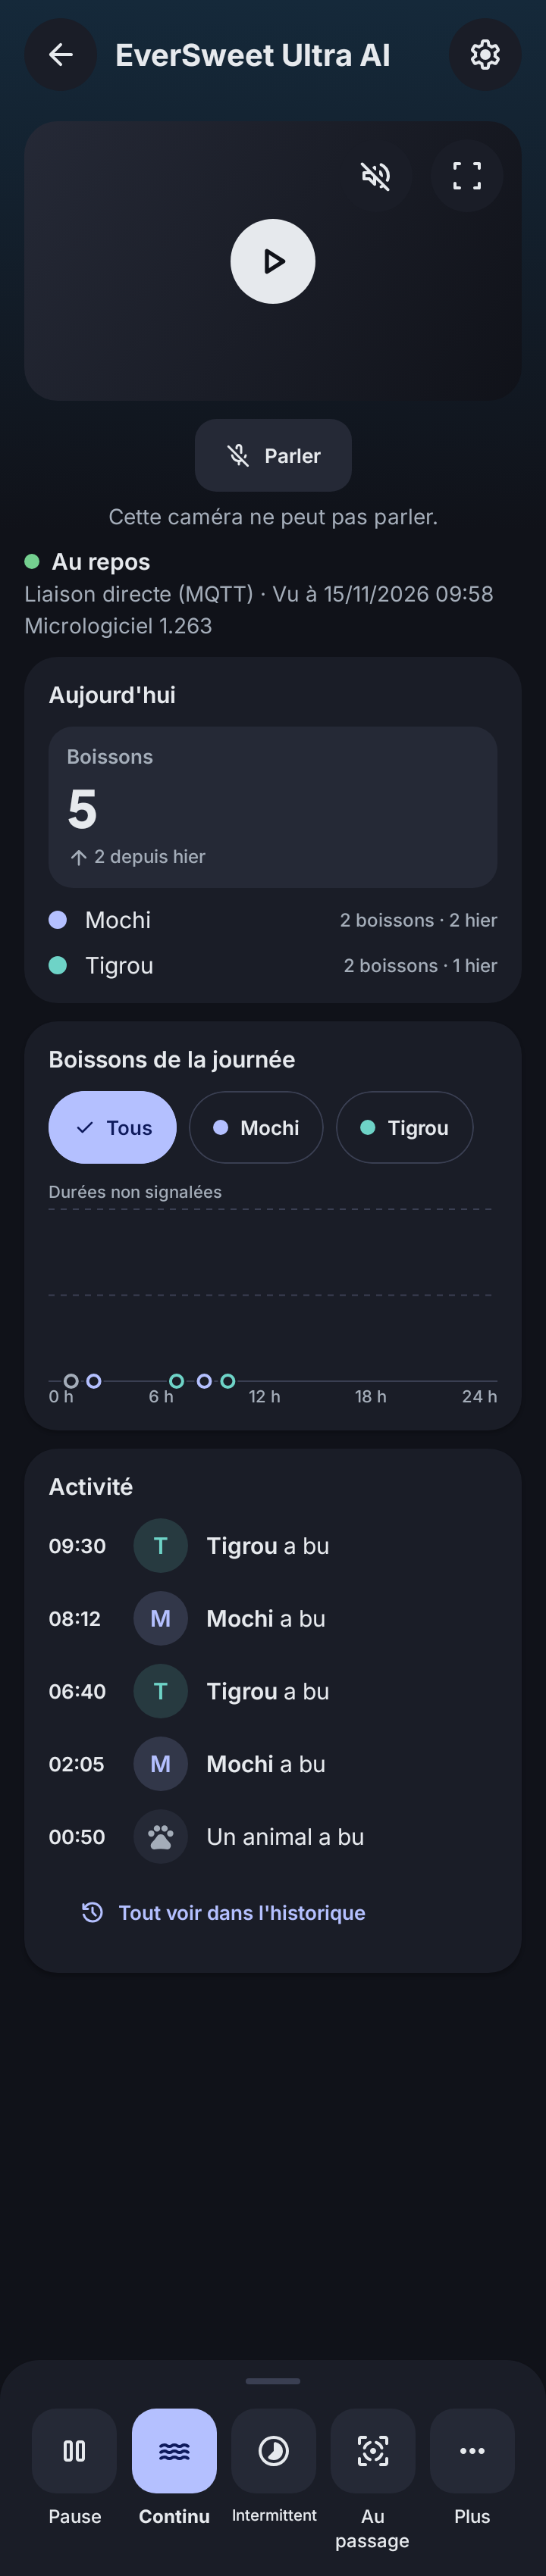 EverSweet Ultra AI
Parler
Cette caméra ne peut pas parler.
Au repos
Liaison directe (MQTT) · Vu à 15/11/2026 09:58
Micrologiciel 1.263
Aujourd'hui
Boissons
5
↑ 2 depuis hier
Mochi 2 boissons · 2 hier
Tigrou 2 boissons · 1 hier
Boissons de la journée
Tous Mochi Tigrou
Durées non signalées
0 h 6 h 12 h 18 h 24 h
Activité
09:30 T Tigrou a bu
08:12 M Mochi a bu
06:40 T Tigrou a bu
02:05 M Mochi a bu
00:50 Un animal a bu
Tout voir dans l'historique
Pause Continu Intermittent Au passage Plus